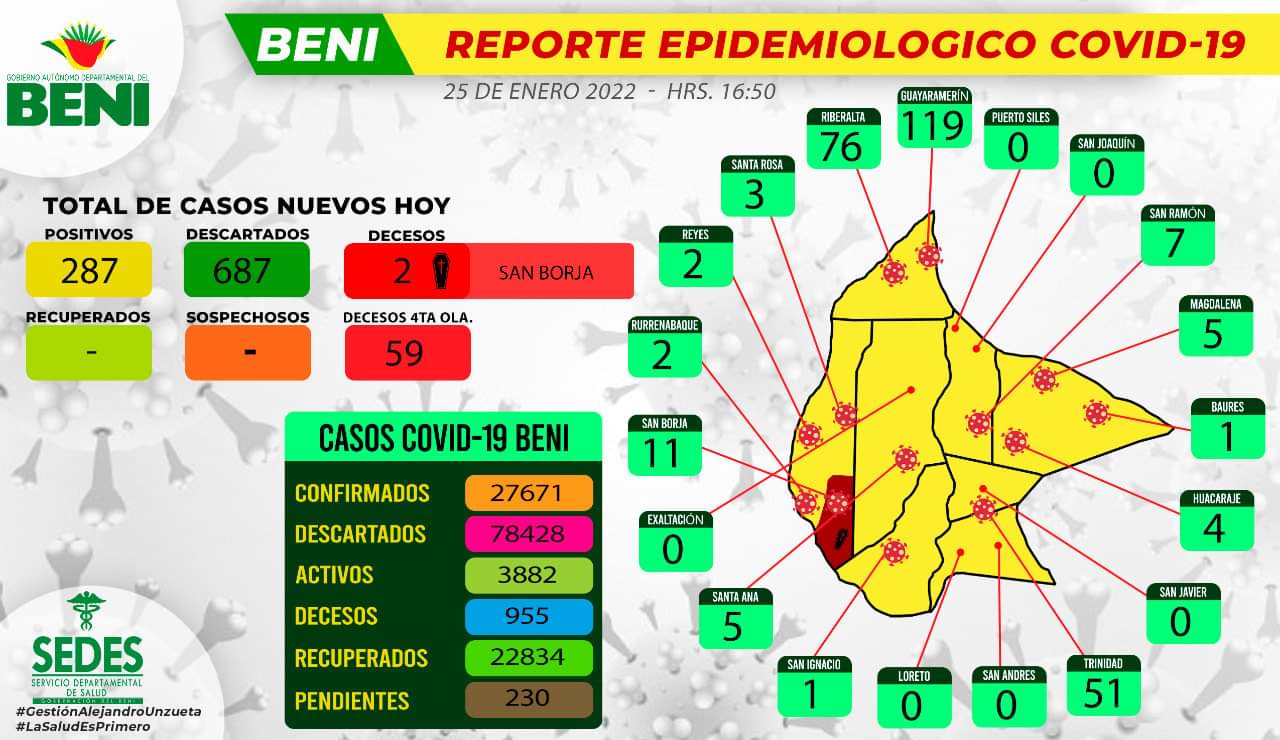 GOBIERNO AUTÓNOMO DEPARTAMENTAL DEL
BENI
BENI REPORTE EPIDEMIOLOGICO COVID-19
25 DE ENERO 2022 - HRS. 16:50
TOTAL DE CASOS NUEVOS HOY
POSITIVOS
287
DESCARTADOS
687
DECESOS
2
SAN BORJA
RECUPERADOS
-
SOSPECHOSOS
-
DECESOS 4TA OLA.
59
CASOS COVID-19 BENI
CONFIRMADOS 27671
DESCARTADOS 78428
ACTIVOS 3882
DECESOS 955
RECUPERADOS 22834
PENDIENTES 230
GUAYARAMERÍN
119
RIBERALTA
76
PUERTO SILES
0
SAN JOAQUÍN
0
SANTA ROSA
3
SAN RAMÓN
7
REYES
2
MAGDALENA
5
RURRENABAQUE
2
BAURES
1
SAN BORJA
11
HUACARAJE
4
EXALTACIÓN
0
SAN JAVIER
0
SANTA ANA
5
SAN IGNACIO
1
LORETO
0
SAN ANDRES
0
TRINIDAD
51
SEDES
SERVICIO DEPARTAMENTAL
DE SALUD
GOBERNACIÓN DEL BENI
#GestiónAlejandroUnzueta
#LaSaludEsPrimero